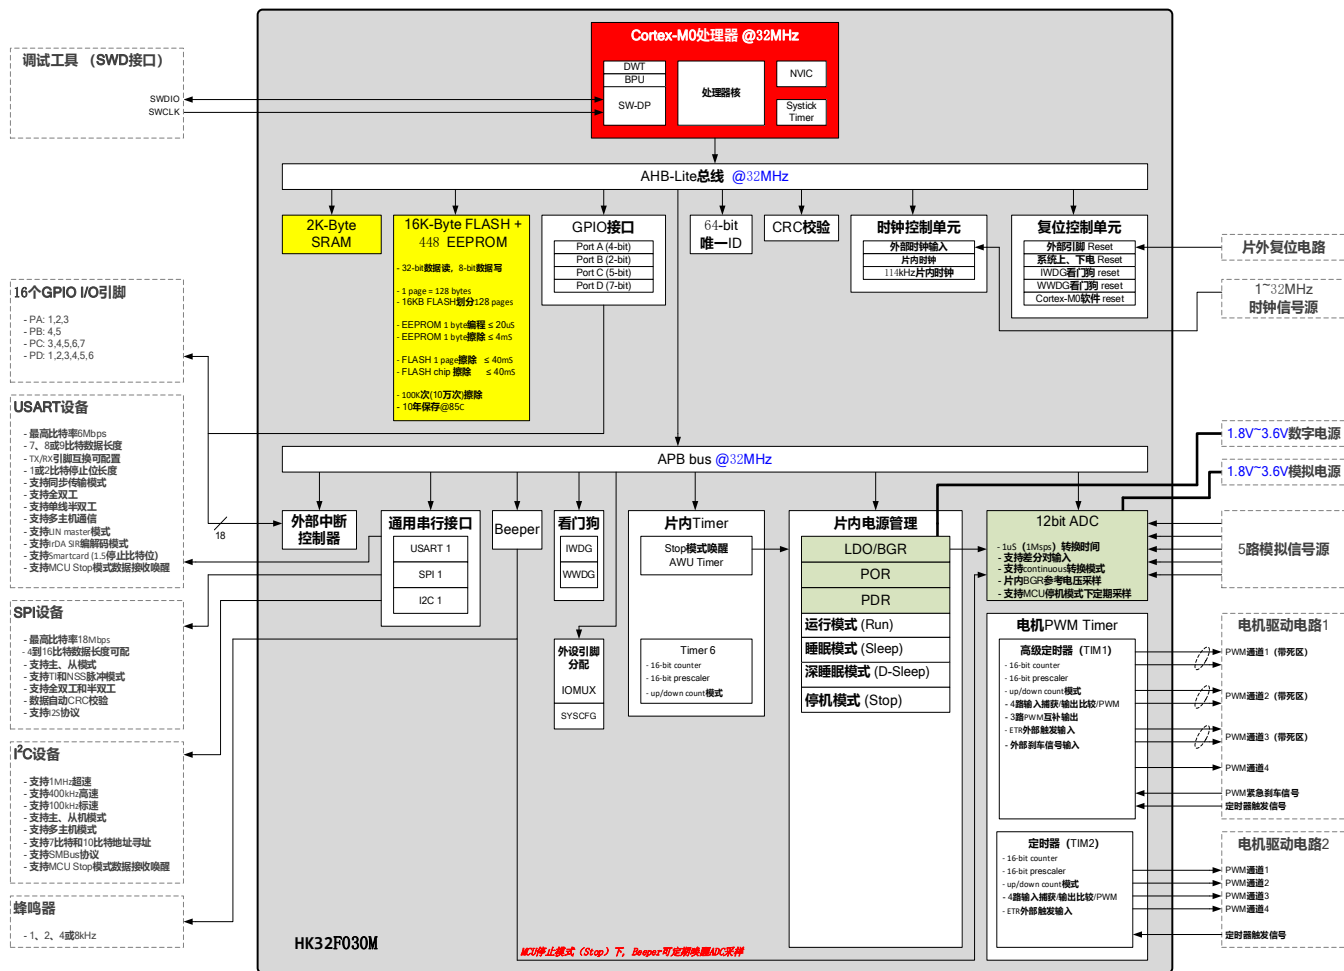 Cortex-M0处理器 @32MHz
DWT
BPU
SW-DP
处理器核
NVIC
Systick
Timer
调试工具 （SWD接口）
SWDIO
SWCLK
AHB-Lite总线 @32MHz
2K-Byte
SRAM
16K-Byte FLASH +
448 EEPROM
- 32-bit数据读，8-bit数据写
- 1 page = 128 bytes
- 16KB FLASH划分128 pages
- EEPROM 1 byte编程 ≤ 20uS
- EEPROM 1 byte擦除 ≤ 4mS
- FLASH 1 page擦除 ≤ 40mS
- FLASH chip 擦除 ≤ 40mS
- 100K次(10万次)擦除
- 10年保存@85C
GPIO接口
Port A (4-bit)
Port B (2-bit)
Port C (5-bit)
Port D (7-bit)
64-bit
唯一ID
CRC校验
时钟控制单元
外部时钟输入
片内时钟
114kHz片内时钟
复位控制单元
外部引脚 Reset
系统上、下电 Reset
IWDG看门狗 reset
WWDG看门狗 reset
Cortex-M0软件 reset
片外复位电路
1~32MHz
时钟信号源
16个GPIO I/O引脚
- PA: 1,2,3
- PB: 4,5
- PC: 3,4,5,6,7
- PD: 1,2,3,4,5,6
USART设备
- 最高比特率6Mbps
- 7、8或9比特数据长度
- TX/RX引脚互换可配置
- 1或2比特停止位长度
- 支持同步传输模式
- 支持全双工
- 支持单线半双工
- 支持多主机通信
- 支持LIN master模式
- 支持IrDA SIR编解码模式
- 支持Smartcard (1.5停止比特位)
- 支持MCU Stop模式数据接收唤醒
SPI设备
- 最高比特率18Mbps
- 4到16比特数据长度可配
- 支持主、从模式
- 支持TI和NSS脉冲模式
- 支持全双工和半双工
- 数据自动CRC校验
- 支持I2S协议
I²C设备
- 支持1MHz超速
- 支持400kHz高速
- 支持100kHz标速
- 支持主、从机模式
- 支持多主机模式
- 支持7比特和10比特地址寻址
- 支持SMBus协议
- 支持MCU Stop模式数据接收唤醒
蜂鸣器
- 1、2、4或8kHz
APB bus @32MHz
18
外部中断
控制器
通用串行接口
USART 1
SPI 1
I2C 1
Beeper
看门狗
IWDG
WWDG
外设引脚
分配
IOMUX
SYSCFG
片内Timer
Stop模式唤醒
AWU Timer
Timer 6
- 16-bit counter
- 16-bit prescaler
- up/down count模式
片内电源管理
LDO/BGR
POR
PDR
运行模式 (Run)
睡眠模式 (Sleep)
深睡眠模式 (D-Sleep)
停机模式 (Stop)
12bit ADC
- 1uS（1Msps）转换时间
- 支持差分对输入
- 支持continuous转换模式
- 片内BGR参考电压采样
- 支持MCU停机模式下定期采样
电机PWM Timer
高级定时器（TIM1）
- 16-bit counter
- 16-bit prescaler
- up/down count模式
- 4路输入捕获/输出比较/PWM
- 3路PWM互补输出
- ETR外部触发输入
- 外部刹车信号输入
定时器（TIM2）
- 16-bit counter
- 16-bit prescaler
- up/down count模式
- 4路输入捕获/输出比较/PWM
- ETR外部触发输入
1.8V~3.6V数字电源
1.8V~3.6V模拟电源
5路模拟信号源
电机驱动电路1
PWM通道1（带死区）
PWM通道2（带死区）
PWM通道3（带死区）
PWM通道4
PWM紧急刹车信号
定时器触发信号
电机驱动电路2
PWM通道1
PWM通道2
PWM通道3
PWM通道4
定时器触发信号
HK32F030M
MCU停止模式（Stop）下，Beeper可定期唤醒ADC采样